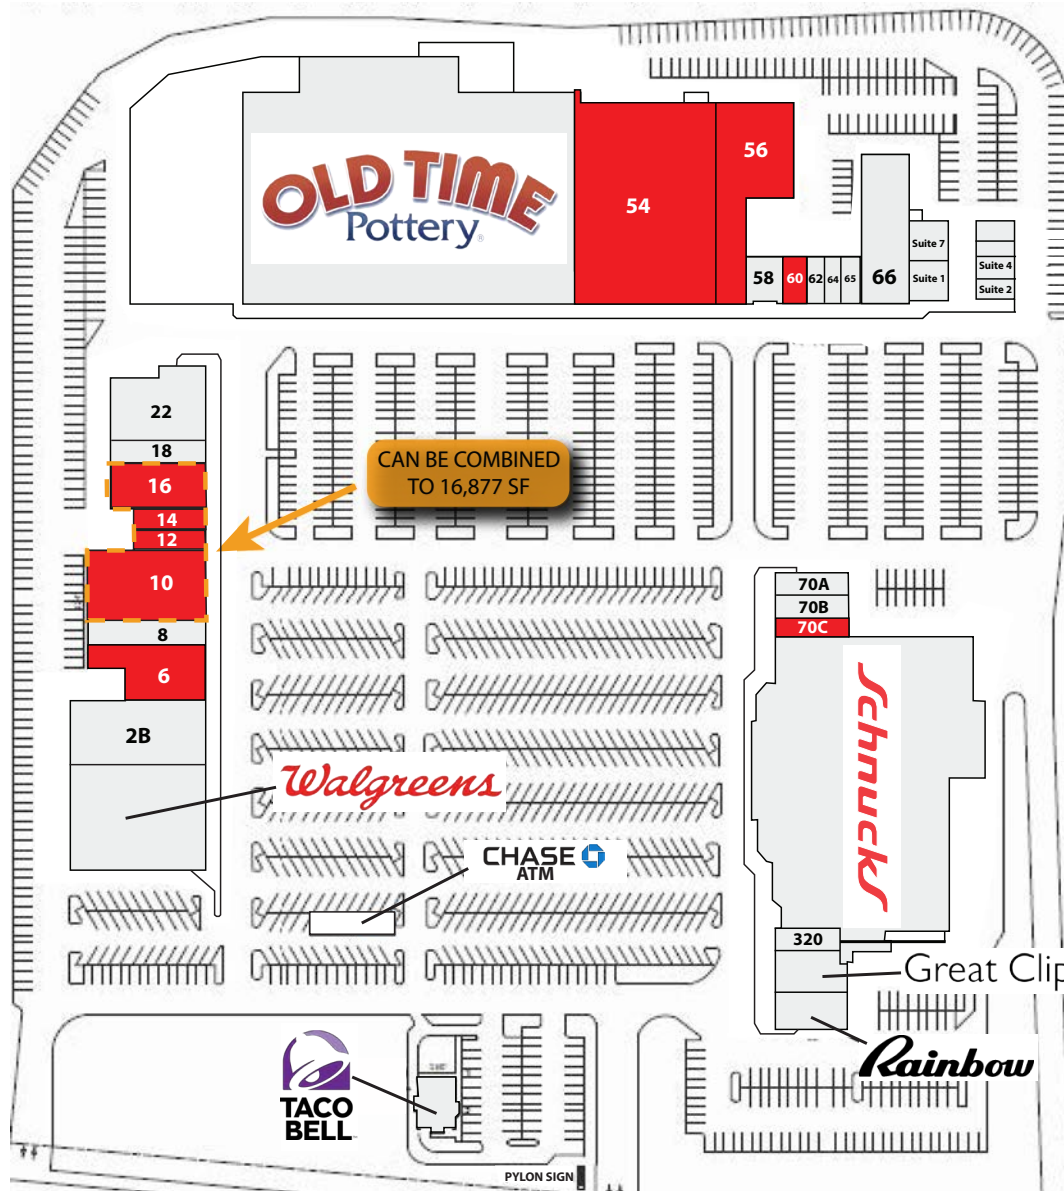 OLD TIME
Pottery®
54
56
58
60
62
64
65
66
Suite 7
Suite 1
Suite 4
Suite 2
22
18
16
14
12
10
8
6
2B
CAN BE COMBINED
TO 16,877 SF
70A
70B
70C
Schnucks
Walgreens
CHASE
ATM
320
Great Clip
Rainbow
TACO
BELL
PYLON SIGN